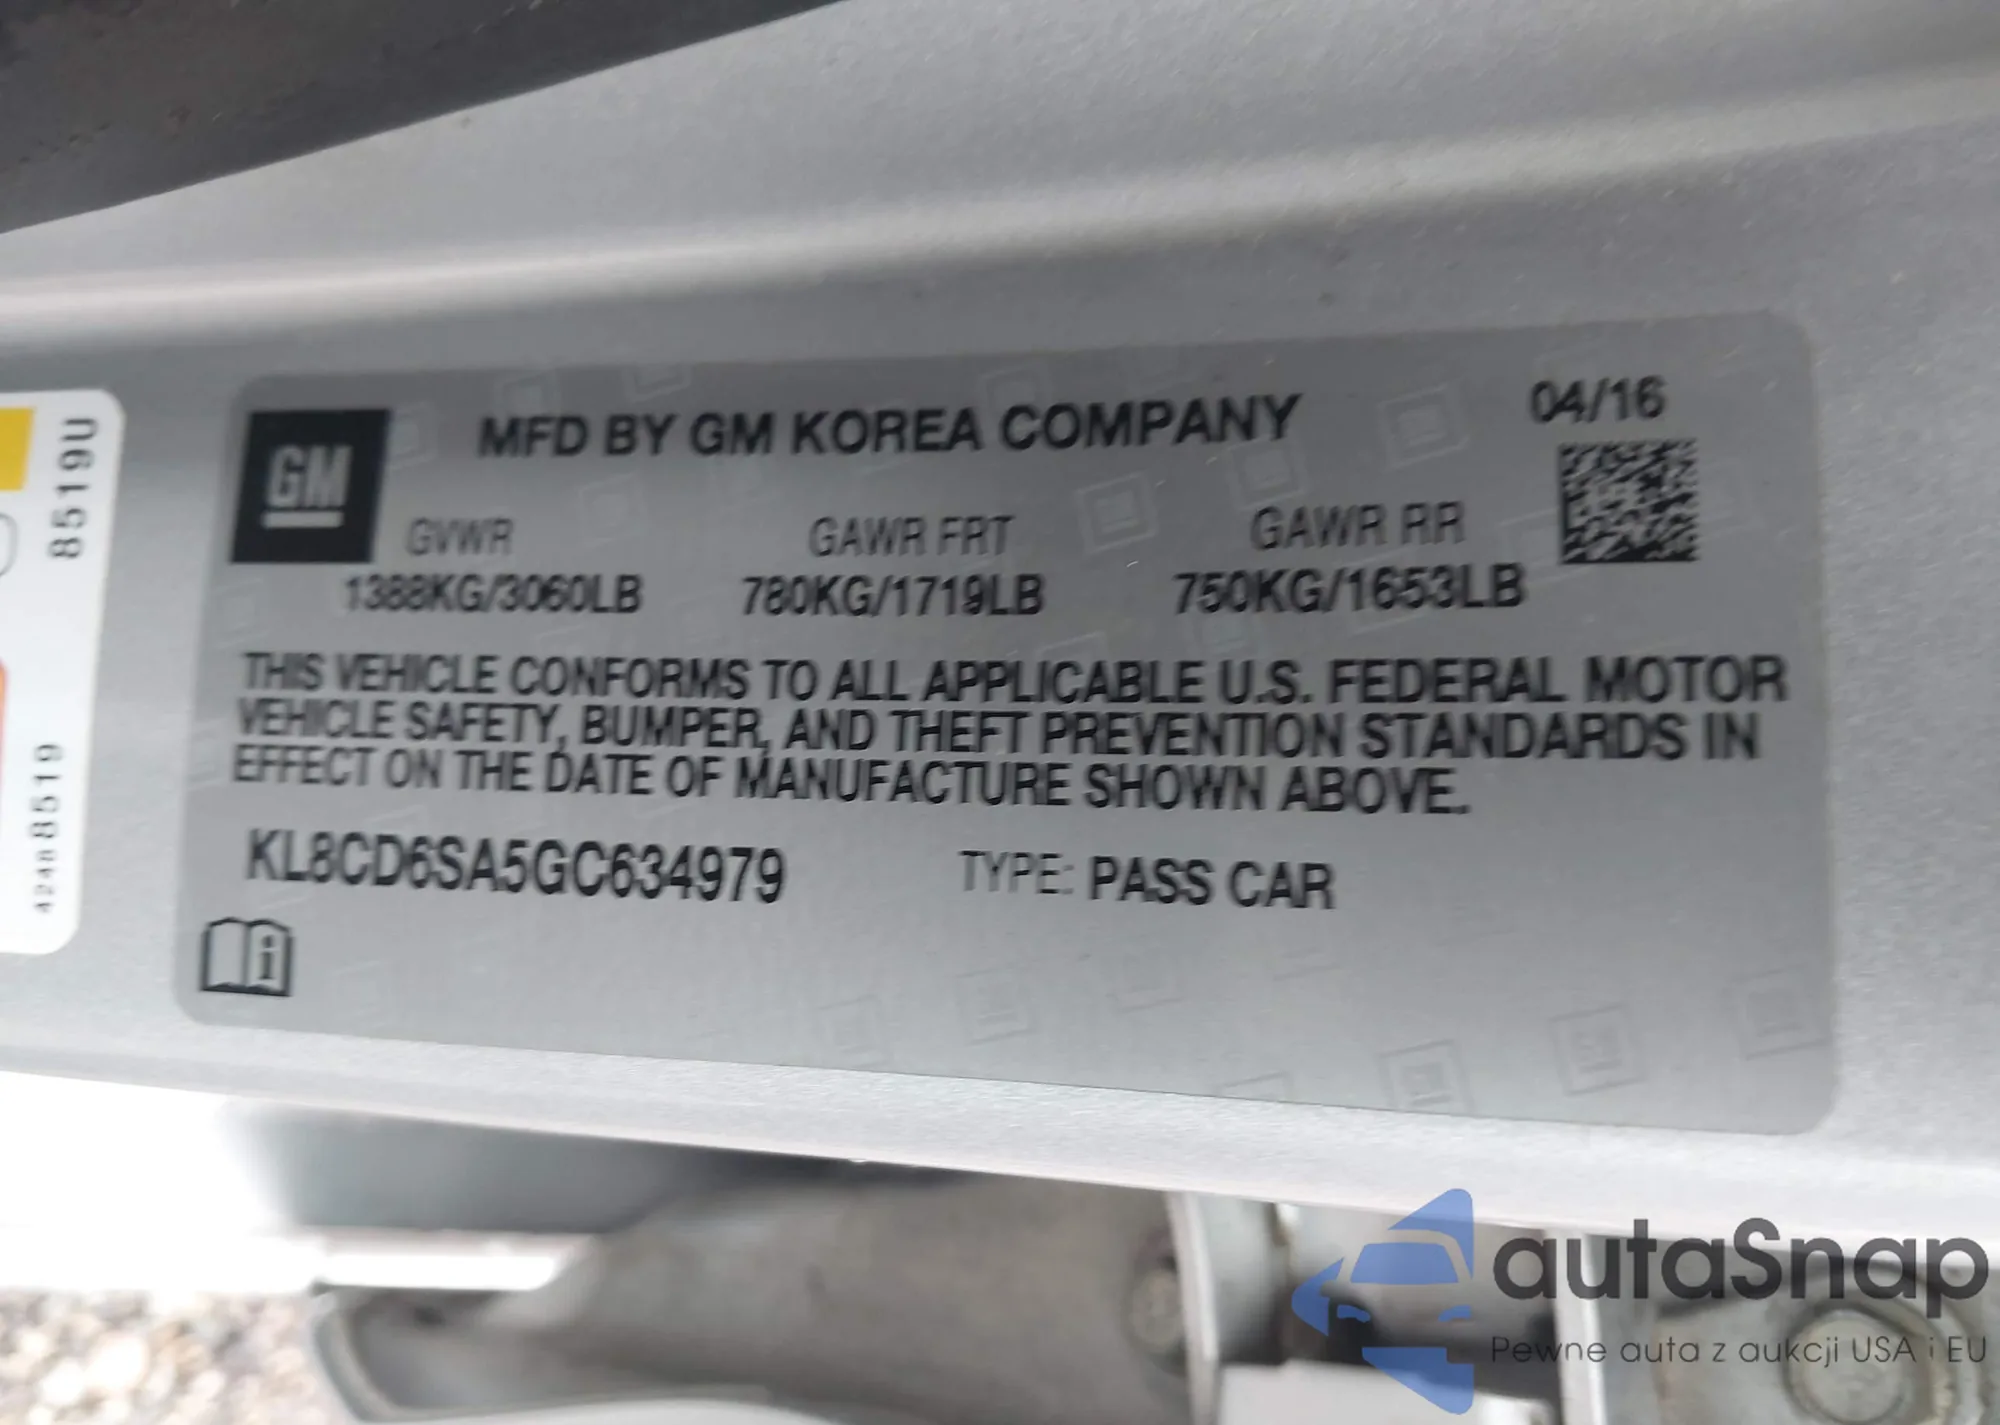 GM
MFD BY GM KOREA COMPANY
04/16
GVWR
GAWR FRT
GAWR RR
1388KG/3060LB
780KG/1719LB
750KG/1653LB
THIS VEHICLE CONFORMS TO ALL APPLICABLE U.S. FEDERAL MOTOR
VEHICLE SAFETY, BUMPER, AND THEFT PREVENTION STANDARDS IN
EFFECT ON THE DATE OF MANUFACTURE SHOWN ABOVE.
KL8CD6SA5GC634979
TYPE: PASS CAR
i
8519U
42488519
autaSnap
Pewne auta z aukcji USA i EU